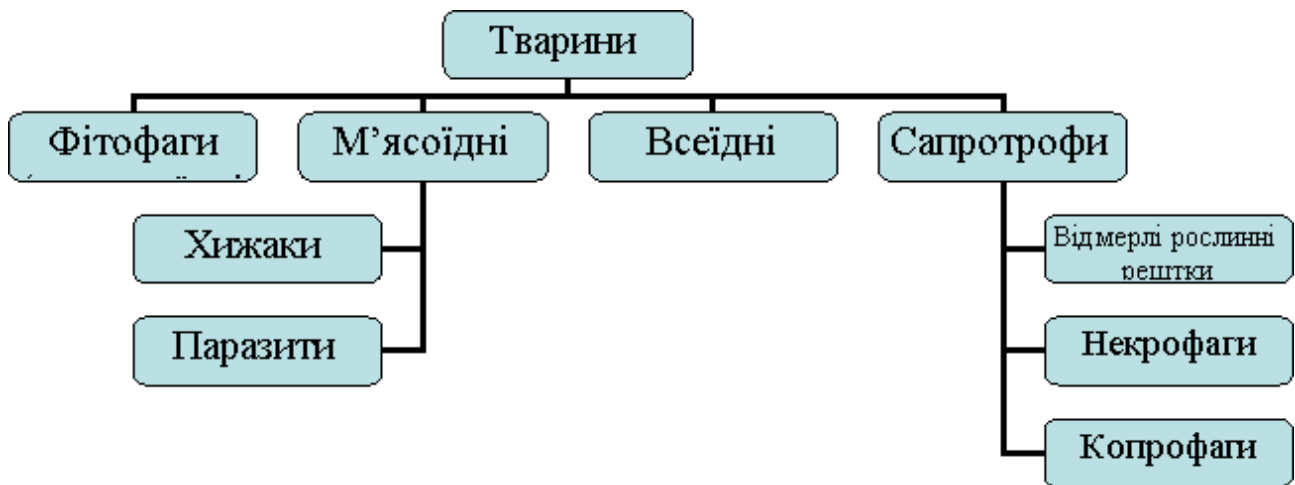 Тварини
Фітофаги
М’ясоїдні
Всеїдні
Сапротрофи
Хижаки
Паразити
Відмерлі рослинні
рештки
Некрофаги
Копрофаги